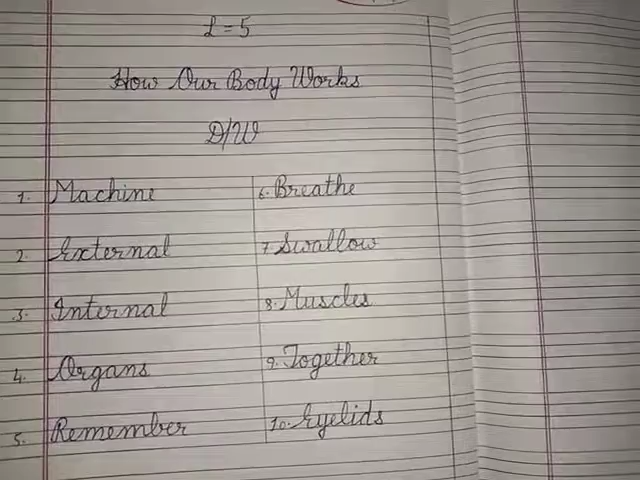 L = 5
How Our Body Works
D/W
1. Machine
2. External
3. Internal
4. Organs
5. Remember
6. Breathe
7. Swallow
8. Muscles
9. Together
10. Eyelids